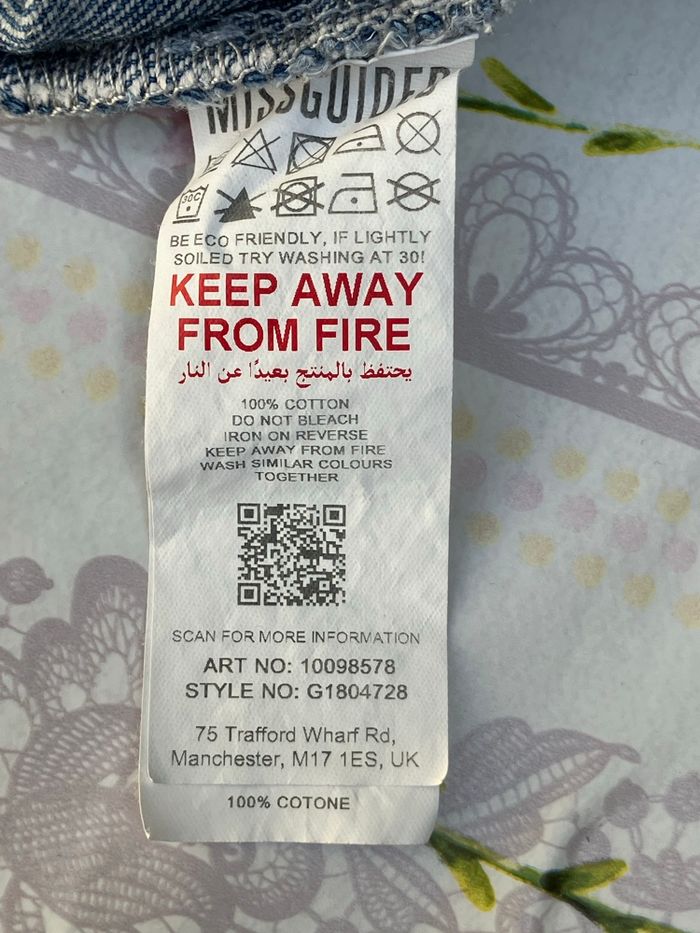 MISSGUIDED
30C
BE ECO FRIENDLY, IF LIGHTLY
SOILED TRY WASHING AT 30!
KEEP AWAY
FROM FIRE
يحتفظ بالمنتج بعيدًا عن النار
100% COTTON
DO NOT BLEACH
IRON ON REVERSE
KEEP AWAY FROM FIRE
WASH SIMILAR COLOURS
TOGETHER
SCAN FOR MORE INFORMATION
ART NO: 10098578
STYLE NO: G1804728
75 Trafford Wharf Rd,
Manchester, M17 1ES, UK
100% COTONE